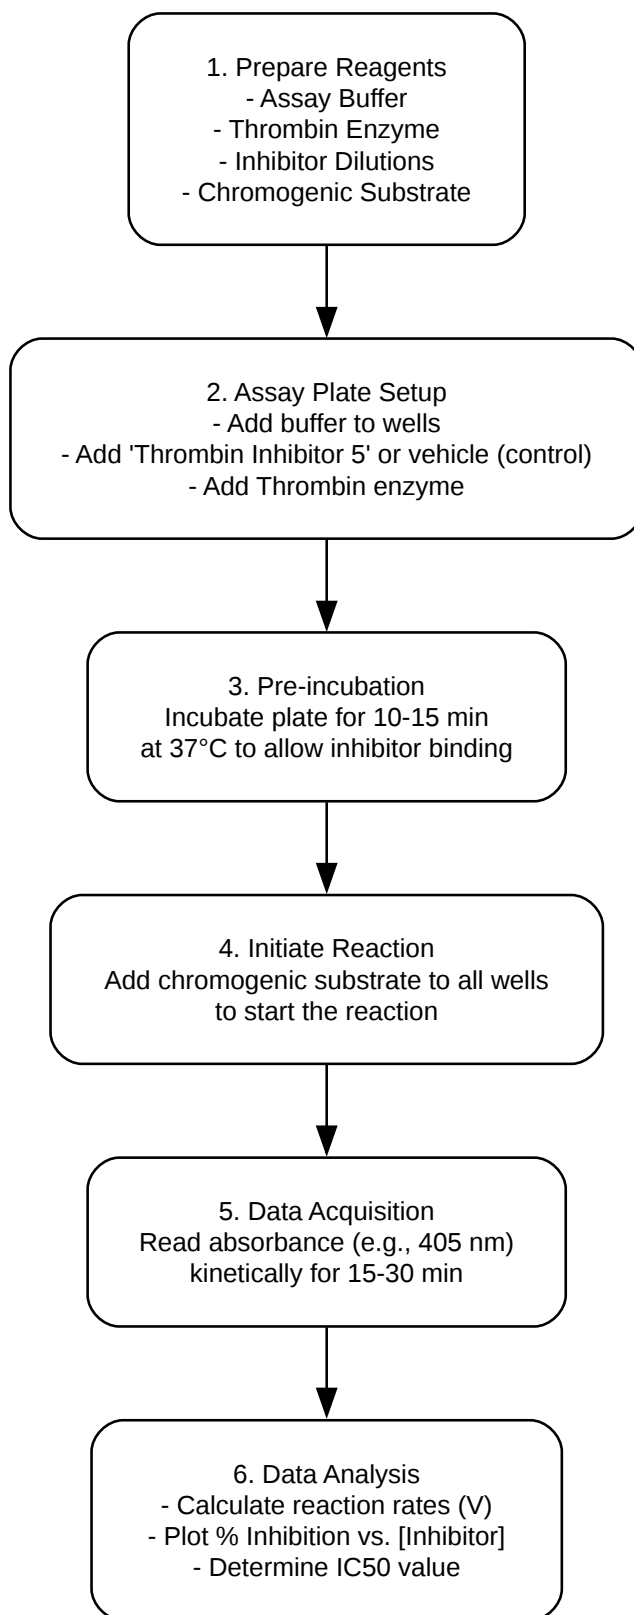 1. Prepare Reagents
- Assay Buffer
- Thrombin Enzyme
- Inhibitor Dilutions
- Chromogenic Substrate
2. Assay Plate Setup
- Add buffer to wells
- Add 'Thrombin Inhibitor 5' or vehicle (control)
- Add Thrombin enzyme
3. Pre-incubation
Incubate plate for 10-15 min
at 37°C to allow inhibitor binding
4. Initiate Reaction
Add chromogenic substrate to all wells
to start the reaction
5. Data Acquisition
Read absorbance (e.g., 405 nm)
kinetically for 15-30 min
6. Data Analysis
- Calculate reaction rates (V)
- Plot % Inhibition vs. [Inhibitor]
- Determine IC50 value